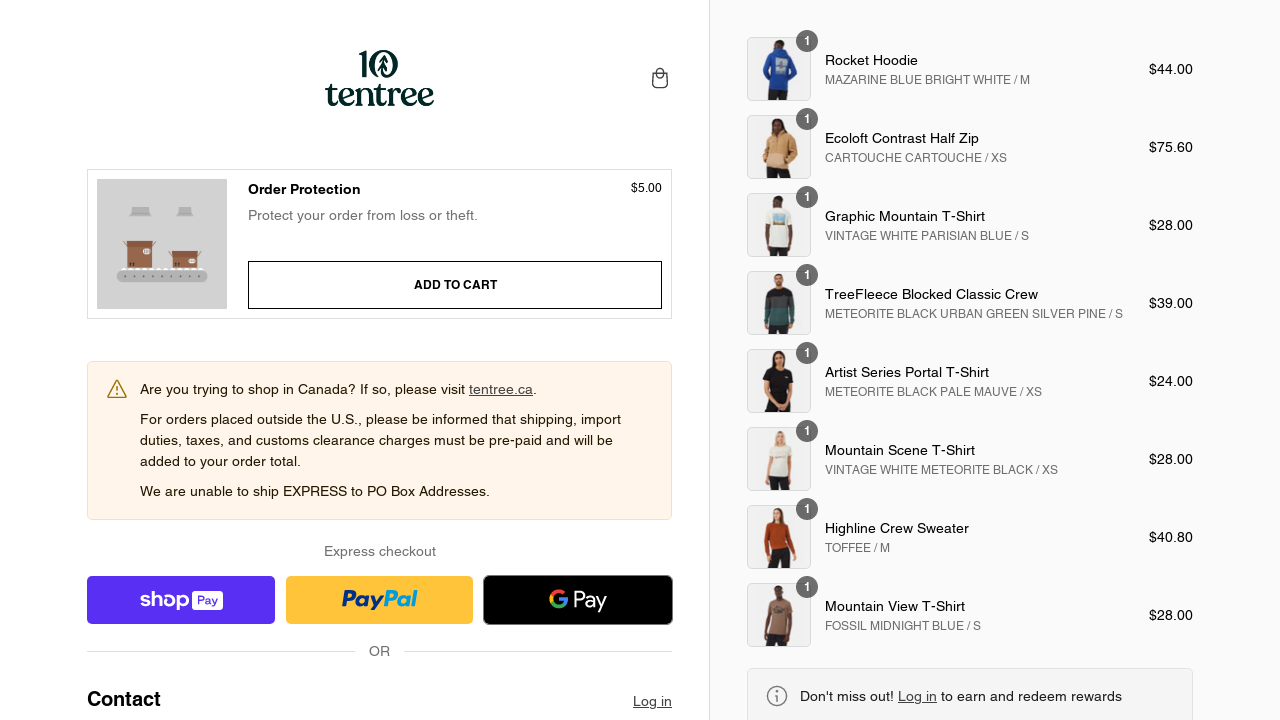 10
tentree
Order Protection
$5.00
Protect your order from loss or theft.
ADD TO CART
Are you trying to shop in Canada? If so, please visit tentree.ca.
For orders placed outside the U.S., please be informed that shipping, import
duties, taxes, and customs clearance charges must be pre-paid and will be
added to your order total.
We are unable to ship EXPRESS to PO Box Addresses.
Express checkout
shop Pay
PayPal
G Pay
OR
Contact
Log in
1
Rocket Hoodie
MAZARINE BLUE BRIGHT WHITE / M
$44.00
1
Ecoloft Contrast Half Zip
CARTOUCHE CARTOUCHE / XS
$75.60
1
Graphic Mountain T-Shirt
VINTAGE WHITE PARISIAN BLUE / S
$28.00
1
TreeFleece Blocked Classic Crew
METEORITE BLACK URBAN GREEN SILVER PINE / S
$39.00
1
Artist Series Portal T-Shirt
METEORITE BLACK PALE MAUVE / XS
$24.00
1
Mountain Scene T-Shirt
VINTAGE WHITE METEORITE BLACK / XS
$28.00
1
Highline Crew Sweater
TOFFEE / M
$40.80
1
Mountain View T-Shirt
FOSSIL MIDNIGHT BLUE / S
$28.00
Don't miss out! Log in to earn and redeem rewards